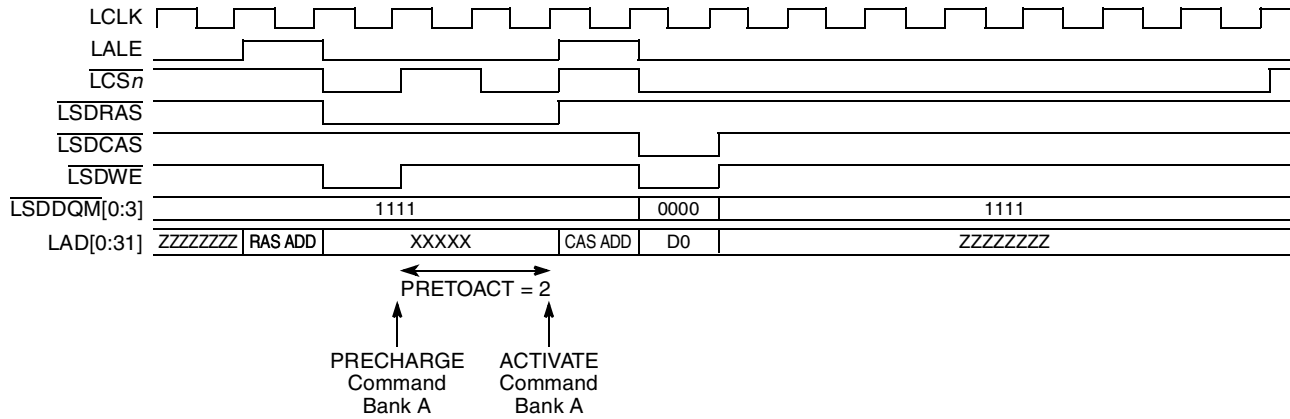 LCLK
LALE
LCSn
LSDRAS
LSDCAS
LSDWE
LSDDQM[0:3] 1111 0000 1111
LAD[0:31] ZZZZZZZZ RAS ADD XXXXX CAS ADD D0 ZZZZZZZZ
PRETOACT = 2
PRECHARGE
Command
Bank A
ACTIVATE
Command
Bank A